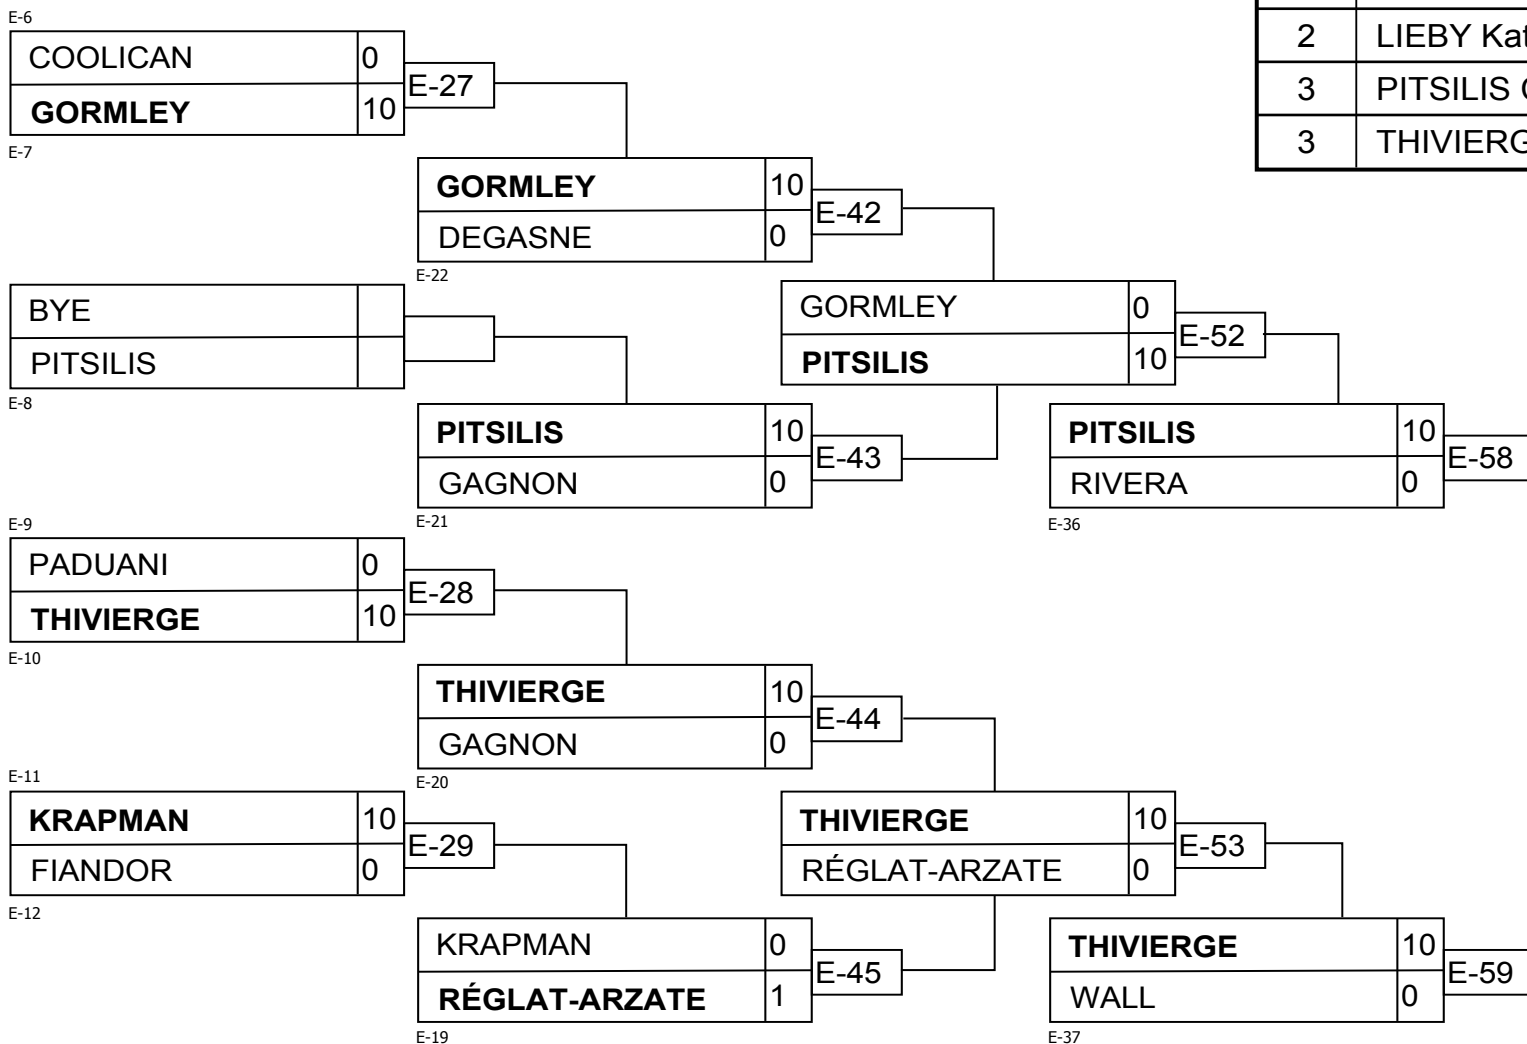 E-6
COOLICAN 0
GORMLEY 10
E-27
E-7
GORMLEY 10
DEGASNE 0
E-42
E-22
BYE
PITSILIS
E-8
GORMLEY 0
PITSILIS 10
E-52
PITSILIS 10
GAGNON 0
E-43
E-21
PITSILIS 10
RIVERA 0
E-58
E-36
E-9
PADUANI 0
THIVIERGE 10
E-28
E-10
THIVIERGE 10
GAGNON 0
E-44
E-20
E-11
KRAPMAN 10
FIANDOR 0
E-29
E-12
THIVIERGE 10
RÉGLAT-ARZATE 0
E-53
KRAPMAN 0
RÉGLAT-ARZATE 1
E-45
E-19
THIVIERGE 10
WALL 0
E-59
E-37
2 LIEBY
3 PITSILIS
3